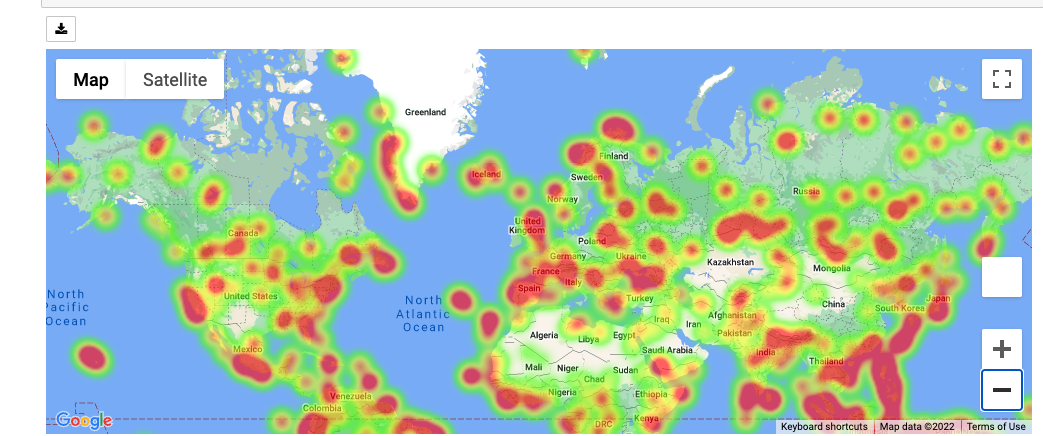 Map
Satellite
Greenland
Iceland
Finland
Sweden
Norway
Russia
Canada
United
Kingdom
Poland
Germany
Ukraine
France
Italy
Spain
Kazakhstan
Mongolia
North
Pacific
Ocean
United States
North
Atlantic
Ocean
Turkey
China
South Korea
Japan
Afghanistan
Iraq
Iran
Pakistan
Algeria
Libya
Egypt
Saudi Arabia
India
Thailand
Mexico
Mali
Niger
Sudan
Chad
Nigeria
Ethiopia
Venezuela
Colombia
DRC
Kenya
Google
Keyboard shortcuts
Map data ©2022
Terms of Use